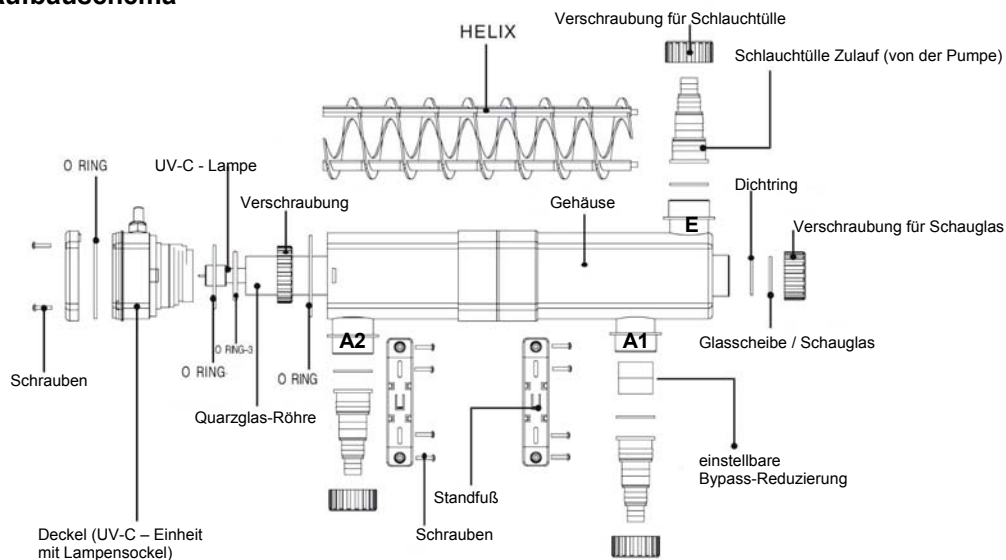 Aufbauschema
Verschraubung für Schlauchtülle
HELIX
Schlauchtülle Zulauf (von der Pumpe)
O RING
UV-C - Lampe
Verschraubung
Gehäuse
Dichtring
E
Verschraubung für Schauglas
A2
A1
O RING-3
Glasscheibe / Schauglas
O RING
O RING
Schrauben
Quarzglas-Röhre
einstellbare
Bypass-Reduzierung
Standfuß
Schrauben
Deckel (UV-C – Einheit
mit Lampensockel)